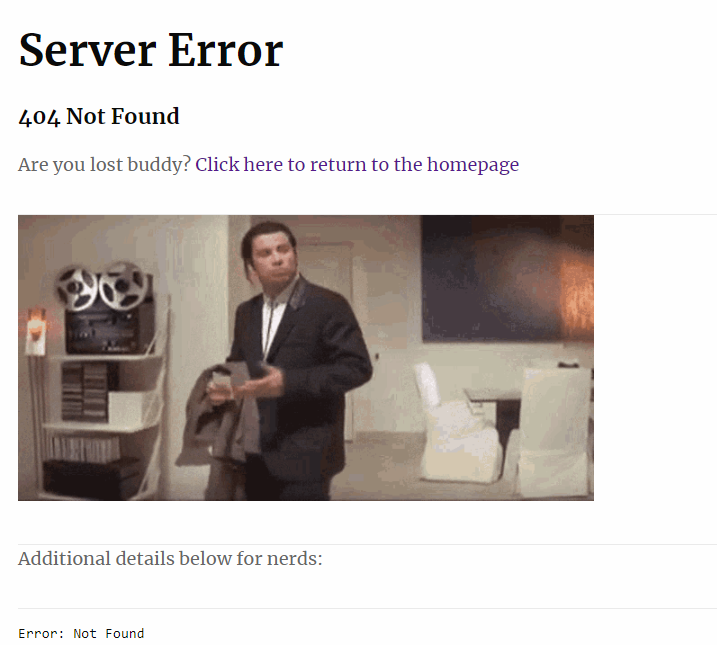 Server Error
404 Not Found
Are you lost buddy? Click here to return to the homepage
Additional details below for nerds:
Error: Not Found